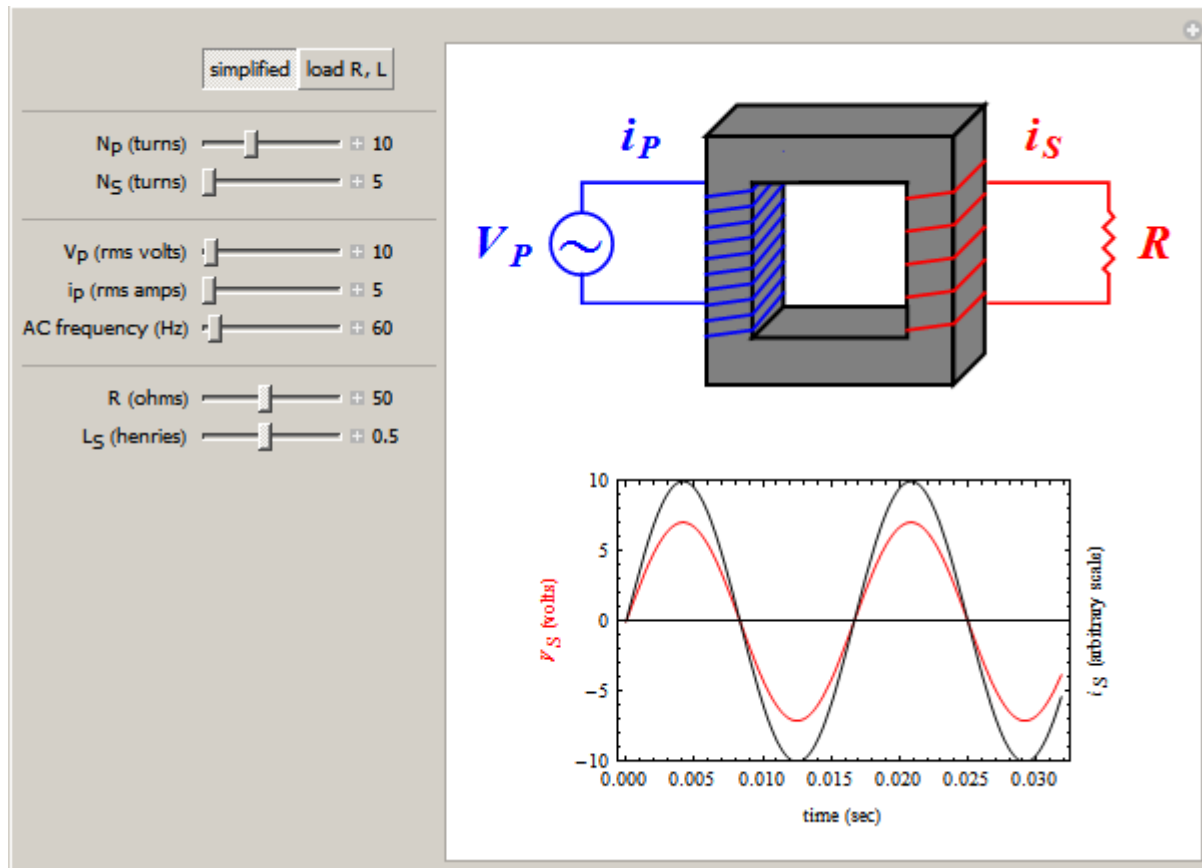 simplified load R, L
NP (turns) 10
NS (turns) 5
VP (rms volts) 10
iP (rms amps) 5
AC frequency (Hz) 60
R (ohms) 50
LS (henries) 0.5
iP iS
VP R
10
5
0
−5
−10
VS (volts)
iS (arbitrary scale)
0.000 0.005 0.010 0.015 0.020 0.025 0.030
time (sec)